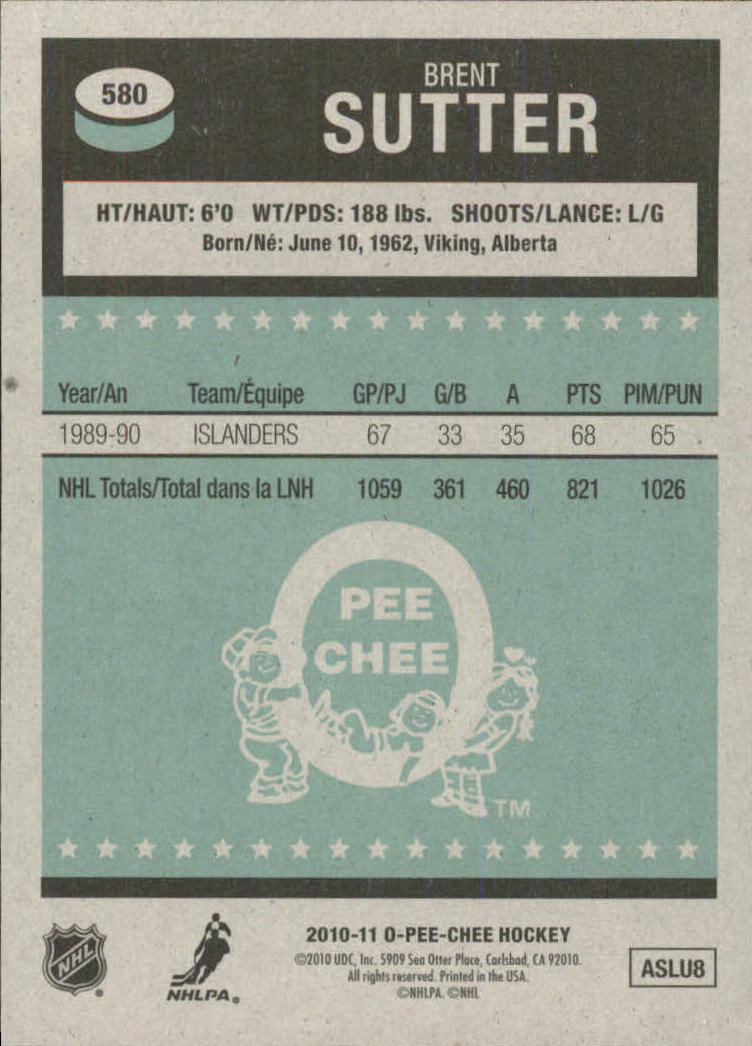 580
BRENT
SUTTER
HT/HAUT: 6'0 WT/PDS: 188 lbs. SHOOTS/LANCE: L/G
Born/Né: June 10, 1962, Viking, Alberta
Year/An Team/Équipe GP/PJ G/B A PTS PIM/PUN
1989-90 ISLANDERS 67 33 35 68 65
NHL Totals/Total dans la LNH 1059 361 460 821 1026
PEE
CHEE
TM
2010-11 O-PEE-CHEE HOCKEY
©2010 UDC, Inc. 5909 Sea Otter Place, Carlsbad, CA 92010.
All rights reserved. Printed in the USA.
©NHLPA. ©NHL
NHL
NHLPA®
ASLU8